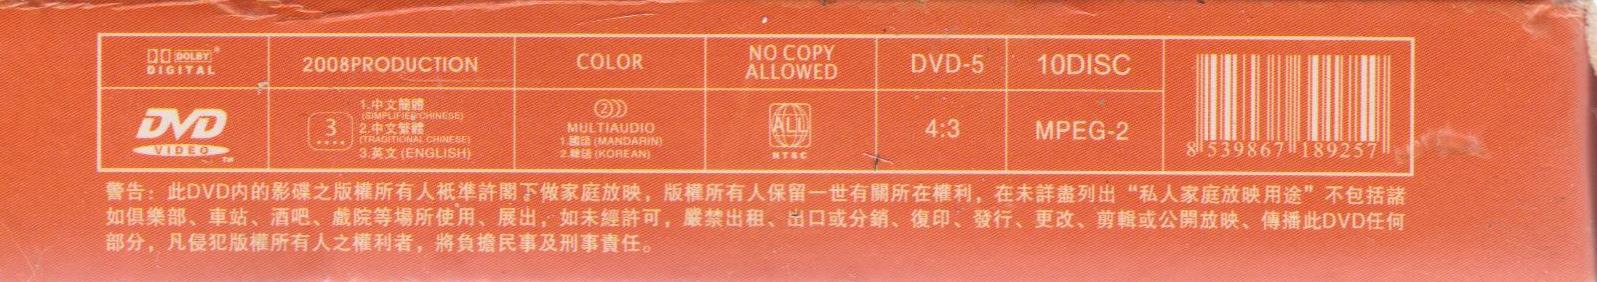 DOLBY DIGITAL
2008PRODUCTION
COLOR
NO COPY
ALLOWED
DVD-5
10DISC
DVD
VIDEO
TM
3
1.中文簡體
(SIMPLIFIED CHINESE)
2.中文繁體
(TRADITIONAL CHINESE)
3.英文 (ENGLISH)
2
MULTIAUDIO
1.國語 (MANDARIN)
2.韓語 (KOREAN)
ALL
NTSC
4:3
MPEG-2
8 539867 189257
警告：此DVD内的影碟之版權所有人祇準許閣下做家庭放映，版權所有人保留一世有關所在權利，在未詳盡列出“私人家庭放映用途”不包括諸
如俱樂部、車站、酒吧、戲院等場所使用、展出，如未經許可，嚴禁出租、出口或分銷、復印、發行、更改、剪輯或公開放映、傳播此DVD任何
部分，凡侵犯版權所有人之權利者，將負擔民事及刑事責任。